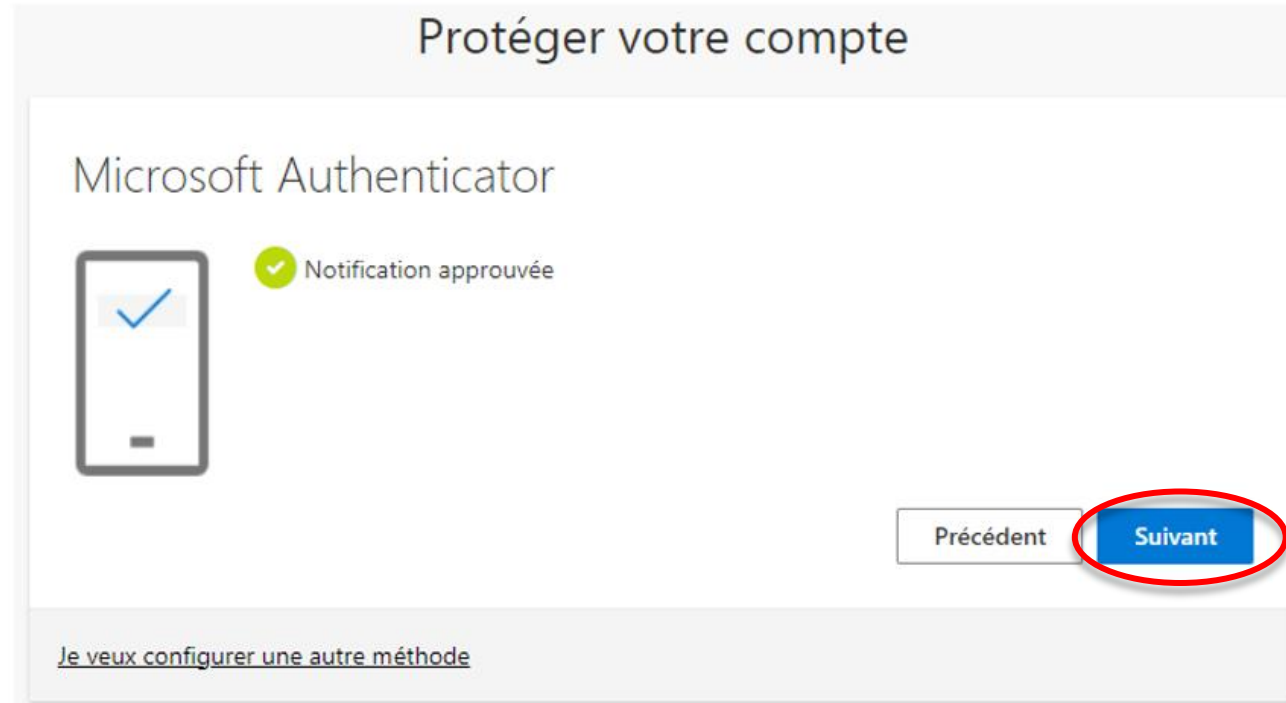 Protéger votre compte
Microsoft Authenticator
Notification approuvée
Précédent
Suivant
Je veux configurer une autre méthode